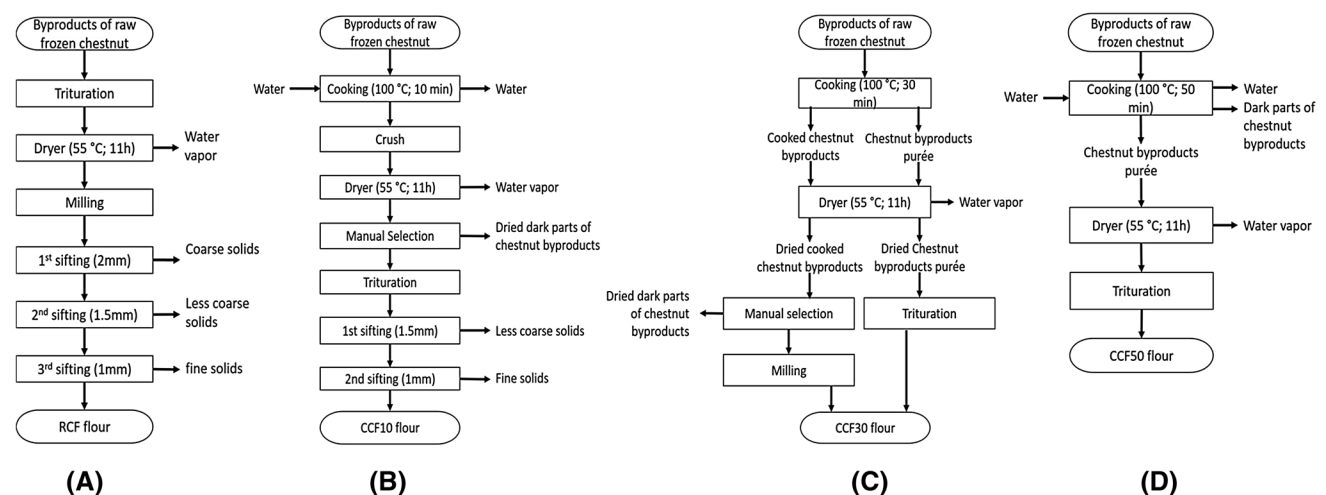 Byproducts of raw
frozen chestnut
Trituration
Dryer (55 °C; 11h)
Water
vapor
Milling
1st sifting (2mm)
Coarse solids
2nd sifting (1.5mm)
Less coarse
solids
3rd sifting (1mm)
fine solids
RCF flour
(A)
Byproducts of raw
frozen chestnut
Water
Cooking (100 °C; 10 min)
Water
Crush
Dryer (55 °C; 11h)
Water vapor
Manual Selection
Dried dark parts of
chestnut byproducts
Trituration
1st sifting (1.5mm)
Less coarse solids
2nd sifting (1mm)
Fine solids
CCF10 flour
(B)
Byproducts of raw
frozen chestnut
Cooking (100 °C; 30
min)
Cooked chestnut
byproducts
Chestnut byproducts
purée
Dryer (55 °C; 11h)
Water vapor
Dried cooked
chestnut byproducts
Dried Chestnut
byproducts purée
Dried dark parts
of chestnut
byproducts
Manual selection
Trituration
Milling
CCF30 flour
(C)
Byproducts of raw
frozen chestnut
Water
Cooking (100 °C; 50
min)
Water
Dark parts of
chestnut
byproducts
Chestnut byproducts
purée
Dryer (55 °C; 11h)
Water vapor
Trituration
CCF50 flour
(D)